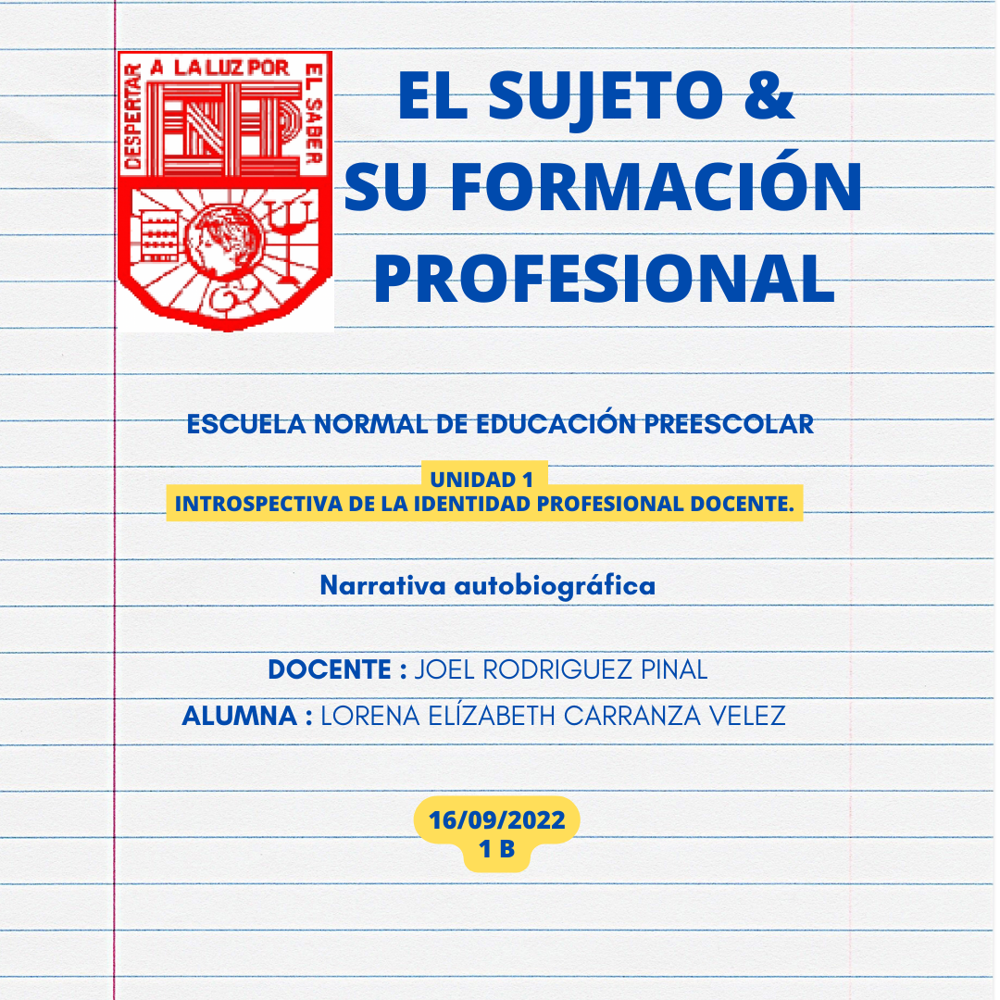 DESPERTAR
A LA LUZ POR
EL SABER
ENEP
EL SUJETO &
SU FORMACIÓN
PROFESIONAL
ESCUELA NORMAL DE EDUCACIÓN PREESCOLAR
UNIDAD 1
INTROSPECTIVA DE LA IDENTIDAD PROFESIONAL DOCENTE.
Narrativa autobiográfica
DOCENTE : JOEL RODRIGUEZ PINAL
ALUMNA : LORENA ELÍZABETH CARRANZA VELEZ
16/09/2022
1 B